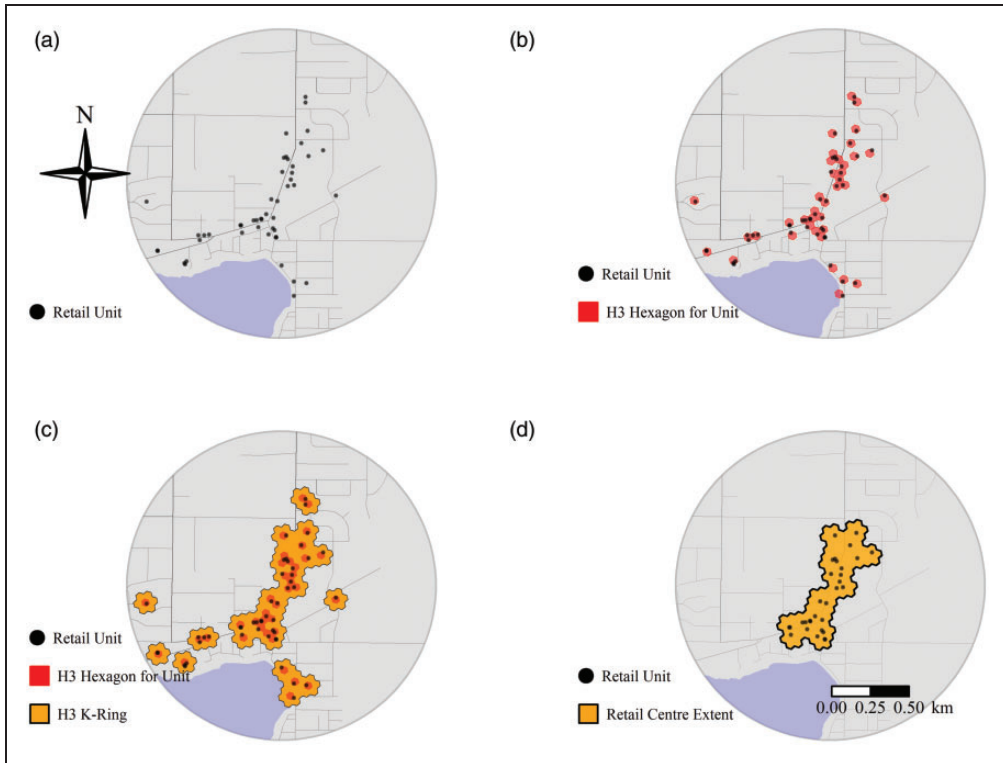 (a)
N
Retail Unit
(b)
Retail Unit
H3 Hexagon for Unit
(c)
Retail Unit
H3 Hexagon for Unit
H3 K-Ring
(d)
Retail Unit
Retail Centre Extent
0.00 0.25 0.50 km